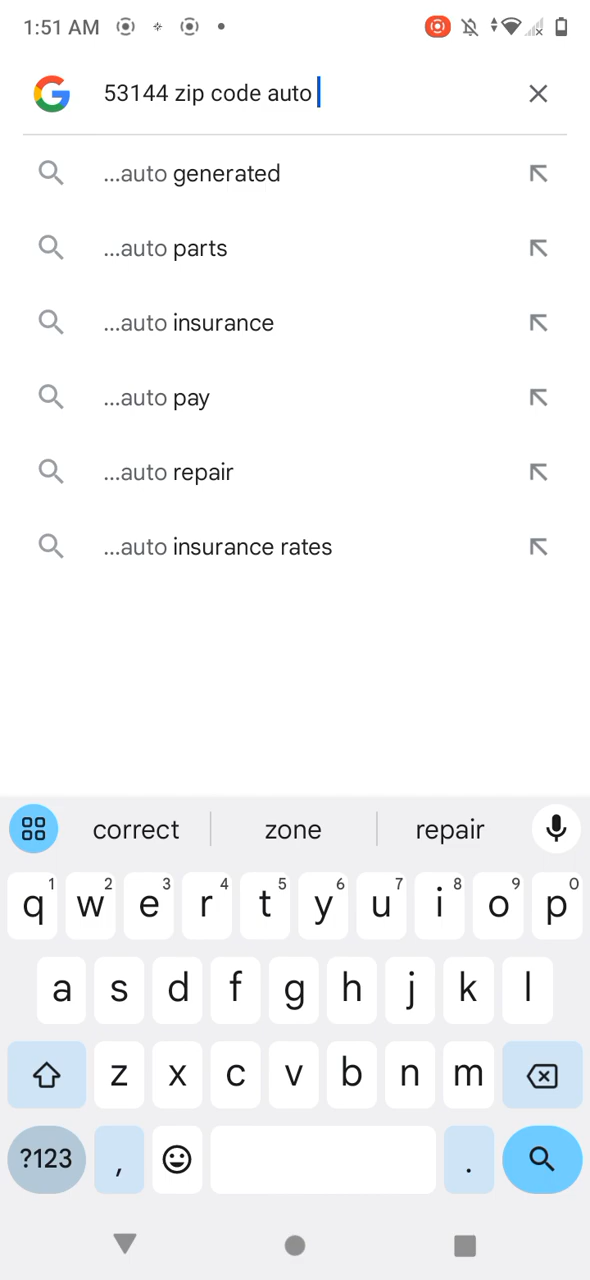 1:51 AM
53144 zip code auto
...auto generated
...auto parts
...auto insurance
...auto pay
...auto repair
...auto insurance rates
correct zone repair
q1 w2 e3 r4 t5 y6 u7 i8 o9 p0
a s d f g h j k l
z x c v b n m
?123 , .